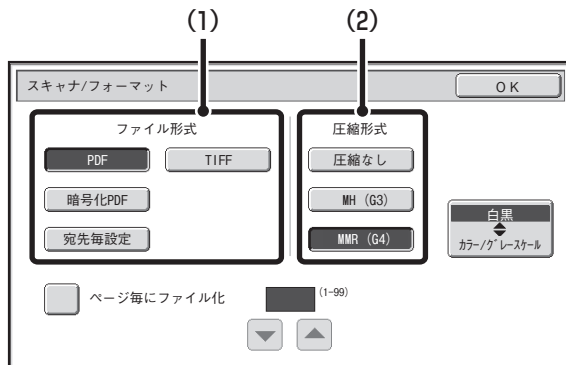 (1) (2)
スキャナ/フォーマット OK
ファイル形式 圧縮形式
PDF TIFF 圧縮なし
暗号化PDF MH (G3) 白黒
宛先毎設定 MMR (G4) カラー/グレースケール
ページ毎にファイル化 (1-99)